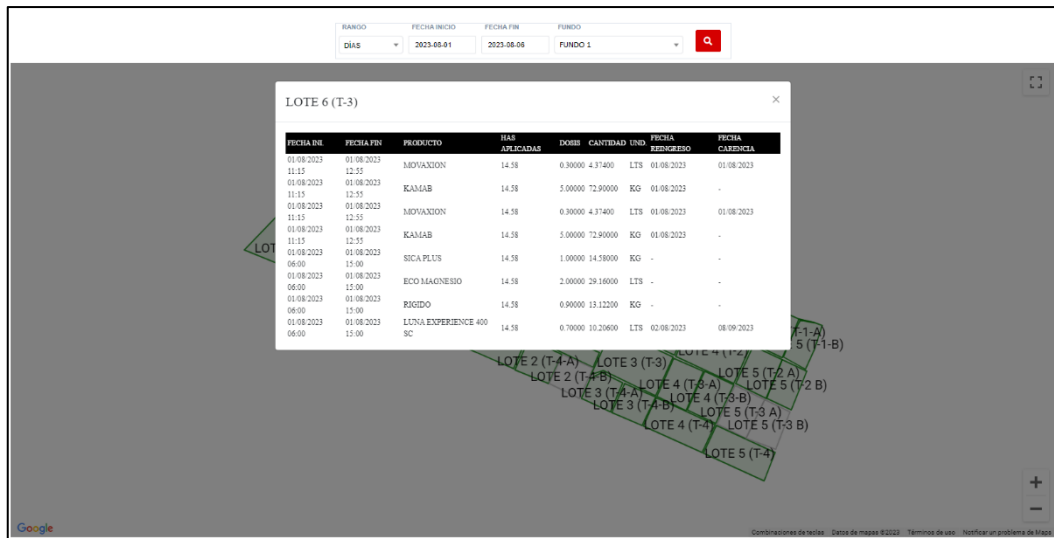 RANGO FECHA INICIO FECHA FIN FUNDO
DÍAS 2023-08-01 2023-08-06 FUNDO 1
LOTE 6 (T-3) ×
FECHA INI. FECHA FIN PRODUCTO HAS APLICADAS DOSIS CANTIDAD UND. FECHA REINGRESO FECHA CARENCIA
01/08/2023 11:15 01/08/2023 12:55 MOVAXION 14.58 0.30000 4.37400 LTS 01/08/2023 01/08/2023
01/08/2023 11:15 01/08/2023 12:55 KAMAB 14.58 5.00000 72.90000 KG 01/08/2023 -
01/08/2023 11:15 01/08/2023 12:55 MOVAXION 14.58 0.30000 4.37400 LTS 01/08/2023 01/08/2023
01/08/2023 11:15 01/08/2023 12:55 KAMAB 14.58 5.00000 72.90000 KG 01/08/2023 -
01/08/2023 06:00 01/08/2023 15:00 SICA PLUS 14.58 1.00000 14.58000 KG - -
01/08/2023 06:00 01/08/2023 15:00 ECO MAGNESIO 14.58 2.00000 29.16000 LTS - -
01/08/2023 06:00 01/08/2023 15:00 RIGIDO 14.58 0.90000 13.12200 KG - -
01/08/2023 06:00 01/08/2023 15:00 LUNA EXPERIENCE 400 SC 14.58 0.70000 10.20600 LTS 02/08/2023 08/09/2023
LOT
T-1-A)
5 (T-1-B)
LOTE 4 (T-2)
LOTE 2 (T-4-A) LOTE 3 (T-3)
LOTE 5 (T-2 A)
LOTE 2 (T-4-B) LOTE 4 (T-3-A) LOTE 5 (T-2 B)
LOTE 3 (T-4-A) LOTE 4 (T-3-B)
LOTE 3 (T-4-B) LOTE 5 (T-3 A)
LOTE 4 (T-4) LOTE 5 (T-3 B)
LOTE 5 (T-4)
Google
Combinaciones de teclas Datos de mapas ©2023 Términos de uso Notificar un problema de Maps